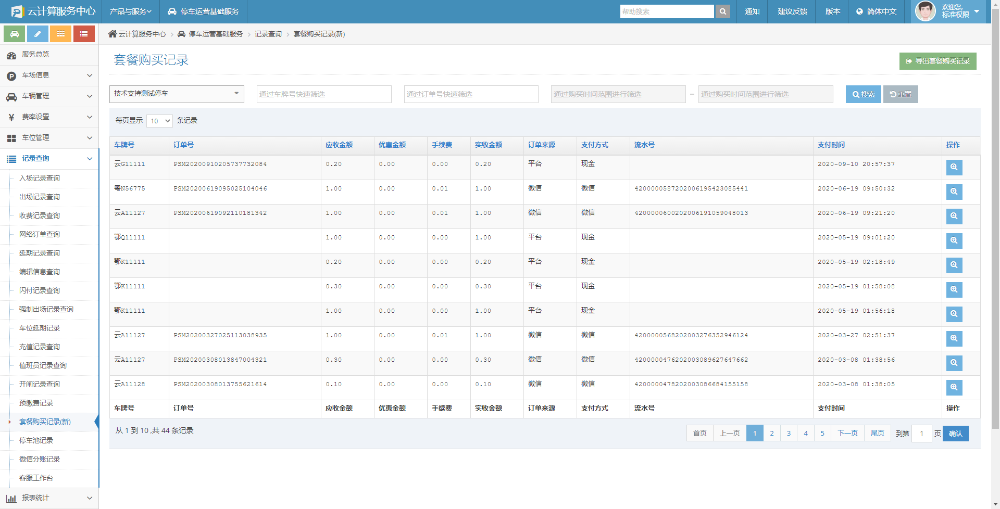 云计算服务中心 产品与服务 停车运营基础服务 帮助搜索 通知 建议反馈 版本 简体中文 欢迎您,
标准权限
云计算服务中心 停车运营基础服务 记录查询 套餐购买记录(新)
服务总览
车场信息
车辆管理
费率设置
车位管理
记录查询
入场记录查询
出场记录查询
收费记录查询
网络订单查询
延期记录查询
编辑信息查询
闪付记录查询
强制出场记录查询
车位延期记录
充值记录查询
值班员记录查询
开闸记录查询
预缴费记录
套餐购买记录(新)
停车池记录
微信分账记录
客服工作台
报表统计
套餐购买记录 导出套餐购买记录
技术支持测试停车 通过车牌号快速筛选 通过订单号快速筛选 通过购买时间范围进行筛选 – 通过购买时间范围进行筛选 搜索 重置
每页显示 10 条记录
车牌号 订单号 应收金额 优惠金额 手续费 实收金额 订单来源 支付方式 流水号 支付时间 操作
云G11111 PSM20200910205737732084 0.20 0.00 0.00 0.20 平台 现金 2020-09-10 20:57:37
粤N56775 PSM20200619095025104046 1.00 0.00 0.01 1.00 微信 微信 4200000587202006195423085441 2020-06-19 09:50:32
云A11127 PSM20200619092110181342 1.00 0.00 0.01 1.00 微信 微信 4200000600202006191059048013 2020-06-19 09:21:20
鄂Q11111 1.00 0.00 0.00 1.00 平台 现金 2020-05-19 09:01:20
鄂K11111 0.20 0.00 0.00 0.20 平台 现金 2020-05-19 02:18:49
鄂K11111 0.30 0.00 0.00 0.30 平台 现金 2020-05-19 01:58:08
鄂K11111 1.00 0.00 0.00 1.00 平台 现金 2020-05-19 01:56:18
云A11127 PSM20200327025113038935 1.00 0.00 0.01 1.00 微信 微信 4200000568202003276352946124 2020-03-27 02:51:37
云A11127 PSM20200308013847004321 0.30 0.00 0.00 0.30 微信 微信 4200000476202003089627647662 2020-03-08 01:38:56
云A11128 PSM20200308013755621614 0.10 0.00 0.00 0.10 微信 微信 4200000478202003086684155158 2020-03-08 01:38:05
车牌号 订单号 应收金额 优惠金额 手续费 实收金额 订单来源 支付方式 流水号 支付时间 操作
从 1 到 10 ,共 44 条记录 首页 上一页 1 2 3 4 5 下一页 尾页 到第 1 页 确认